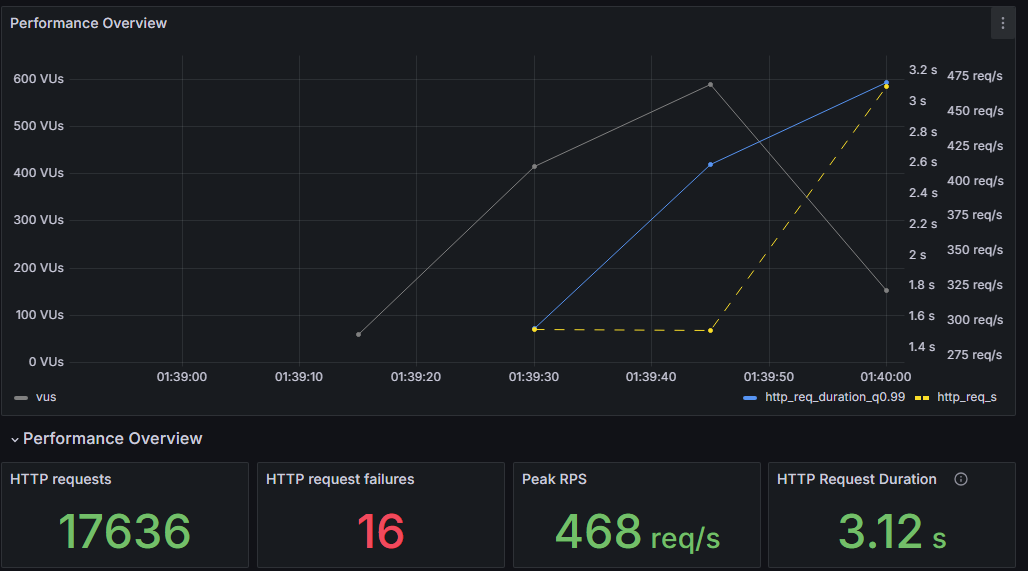 Performance Overview
600 VUs
500 VUs
400 VUs
300 VUs
200 VUs
100 VUs
0 VUs
3.2 s
3 s
2.8 s
2.6 s
2.4 s
2.2 s
2 s
1.8 s
1.6 s
1.4 s
475 req/s
450 req/s
425 req/s
400 req/s
375 req/s
350 req/s
325 req/s
300 req/s
275 req/s
01:39:00 01:39:10 01:39:20 01:39:30 01:39:40 01:39:50 01:40:00
vus http_req_duration_q0.99 http_req_s
Performance Overview
HTTP requests
17636
HTTP request failures
16
Peak RPS
468 req/s
HTTP Request Duration
3.12 s